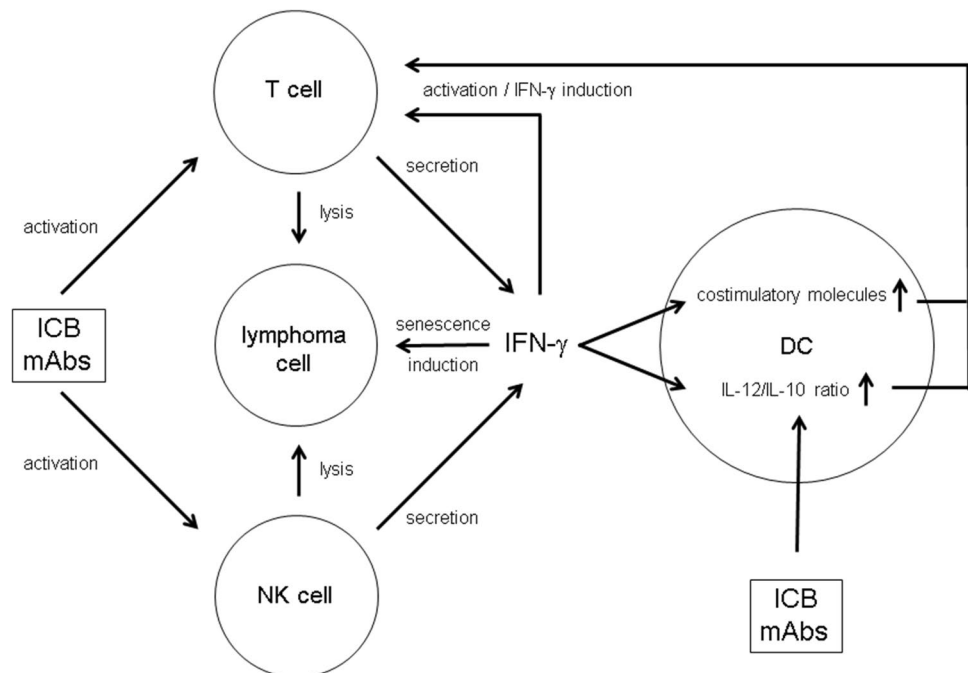 T cell
activation / IFN-γ induction
secretion
lysis
activation
ICB
mAbs
lymphoma
cell
senescence
induction
IFN-γ
costimulatory molecules
DC
IL-12/IL-10 ratio
activation
lysis
secretion
NK cell
ICB
mAbs